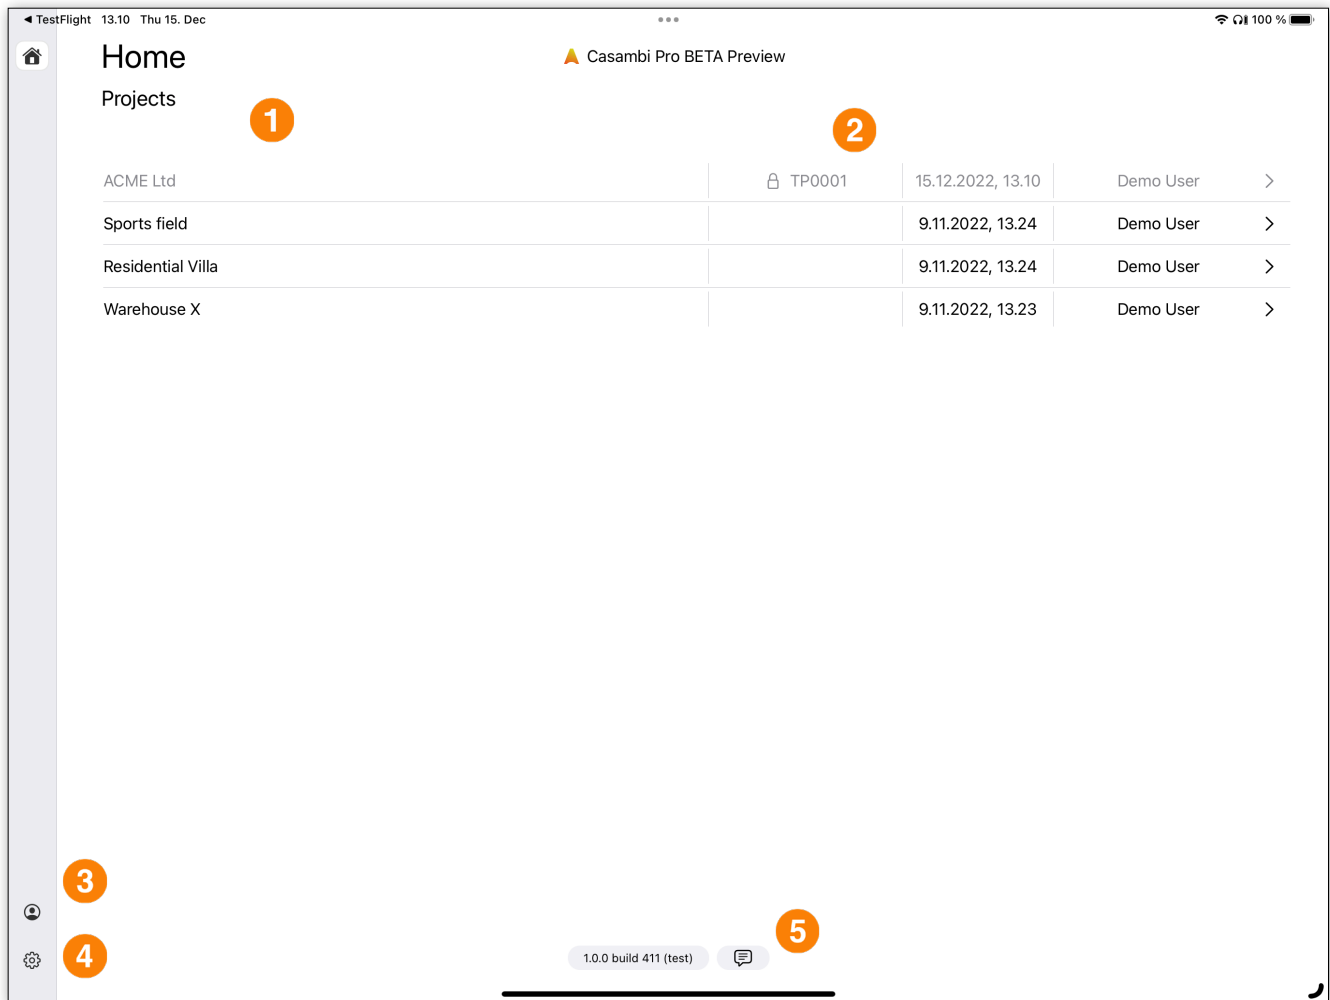 ◀ TestFlight 13.10 Thu 15. Dec 100 %
Home
Casambi Pro BETA Preview
Projects
1
2
ACME Ltd TP0001 15.12.2022, 13.10 Demo User
Sports field 9.11.2022, 13.24 Demo User
Residential Villa 9.11.2022, 13.24 Demo User
Warehouse X 9.11.2022, 13.23 Demo User
3
4
5
1.0.0 build 411 (test)